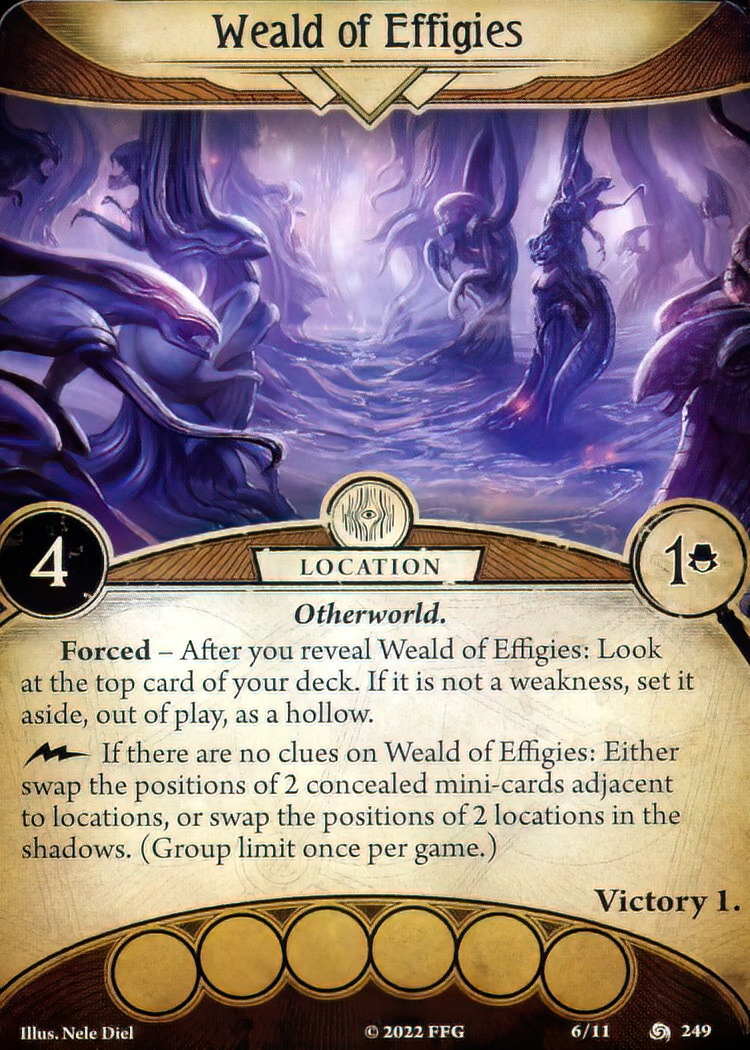 Weald of Effigies
4
LOCATION
1
Otherworld.
Forced – After you reveal Weald of Effigies: Look
at the top card of your deck. If it is not a weakness, set it
aside, out of play, as a hollow.
If there are no clues on Weald of Effigies: Either
swap the positions of 2 concealed mini-cards adjacent
to locations, or swap the positions of 2 locations in the
shadows. (Group limit once per game.)
Victory 1.
Illus. Nele Diel © 2022 FFG 6/11 249